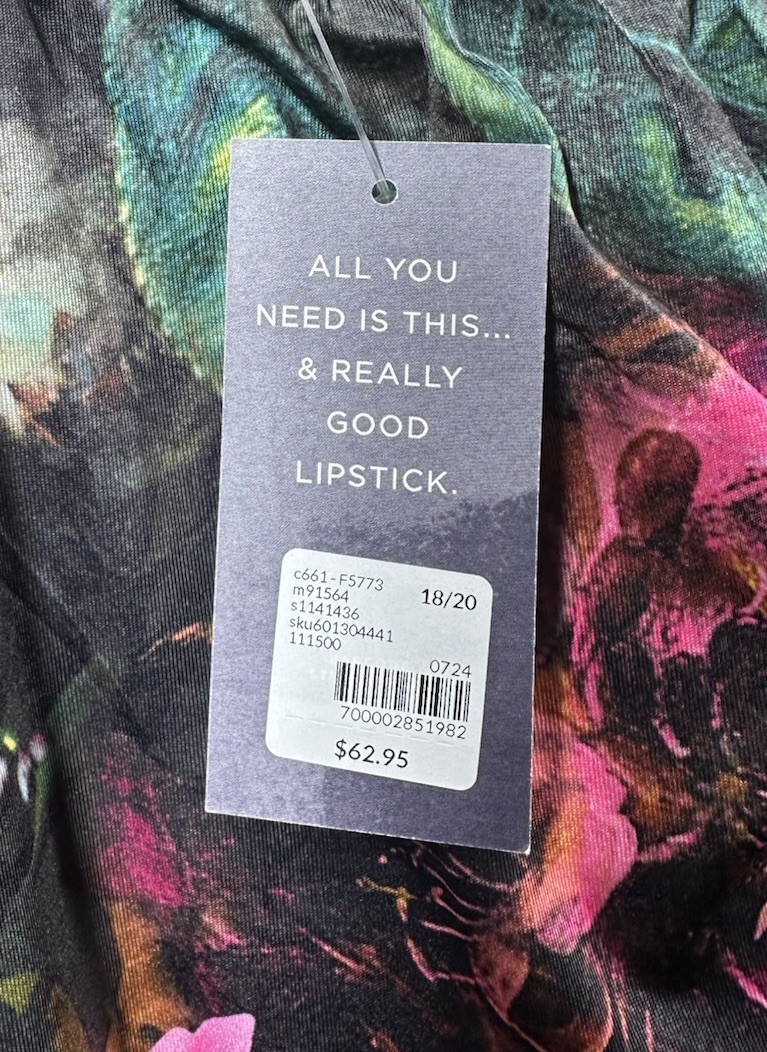 ALL YOU
NEED IS THIS...
& REALLY
GOOD
LIPSTICK.
c661-F5773
m91564
18/20
s1141436
sku601304441
111500
0724
700002851982
$62.95